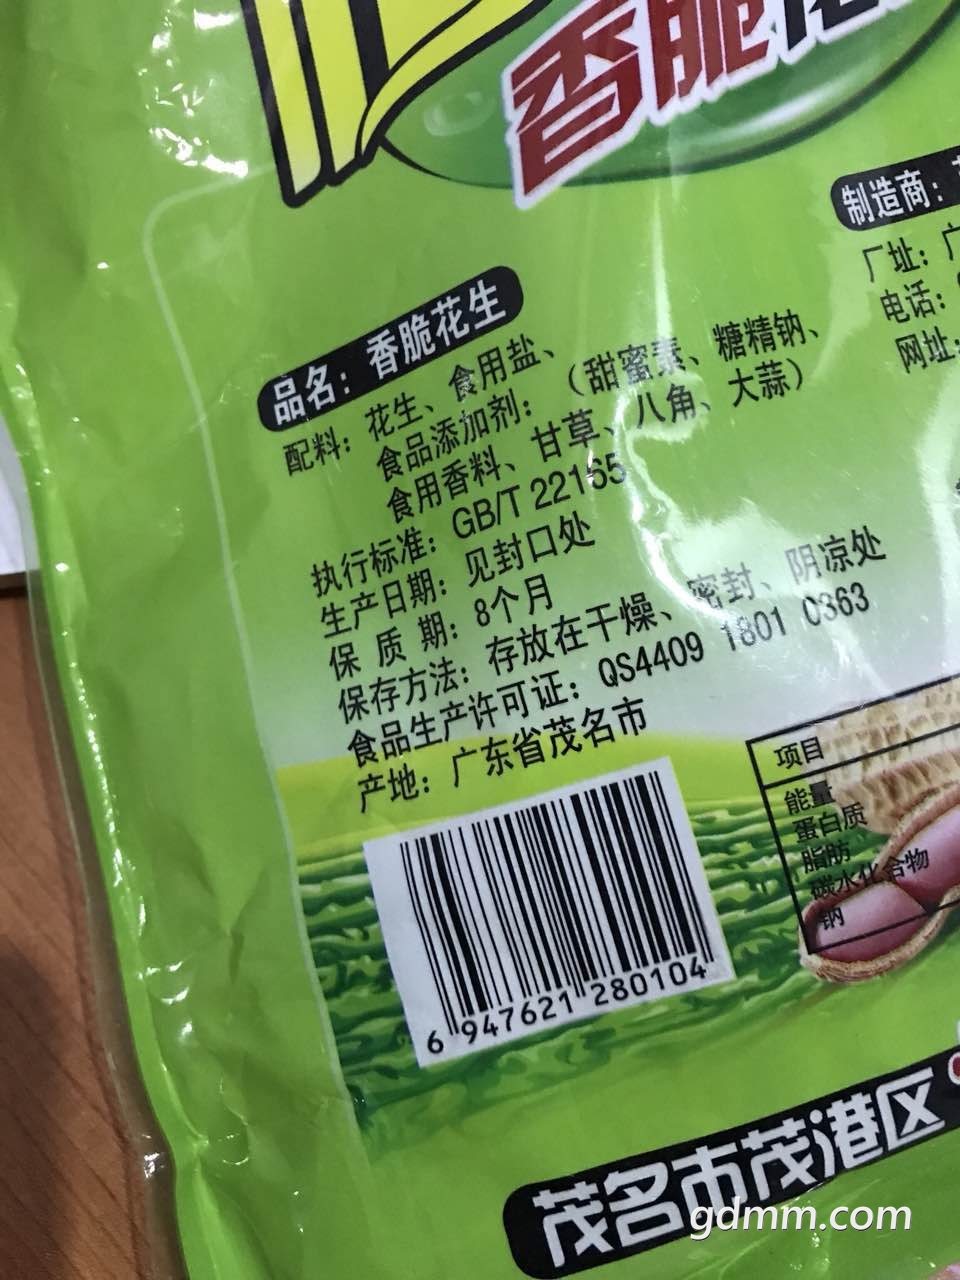 香脆花
制造商：
厂址：广
电话：
网址：
品名：香脆花生
配料：花生、食用盐、
食品添加剂：（甜蜜素、糖精钠、
食用香料、甘草、八角、大蒜）
执行标准：GB/T 22165
生产日期：见封口处
保 质 期：8个月
保存方法：存放在干燥、密封、阴凉处
食品生产许可证：QS4409 1801 0363
产地：广东省茂名市
项目
能量
蛋白质
脂肪
碳水化合物
钠
6 947621 280104
茂名市茂港区
gdmm.com